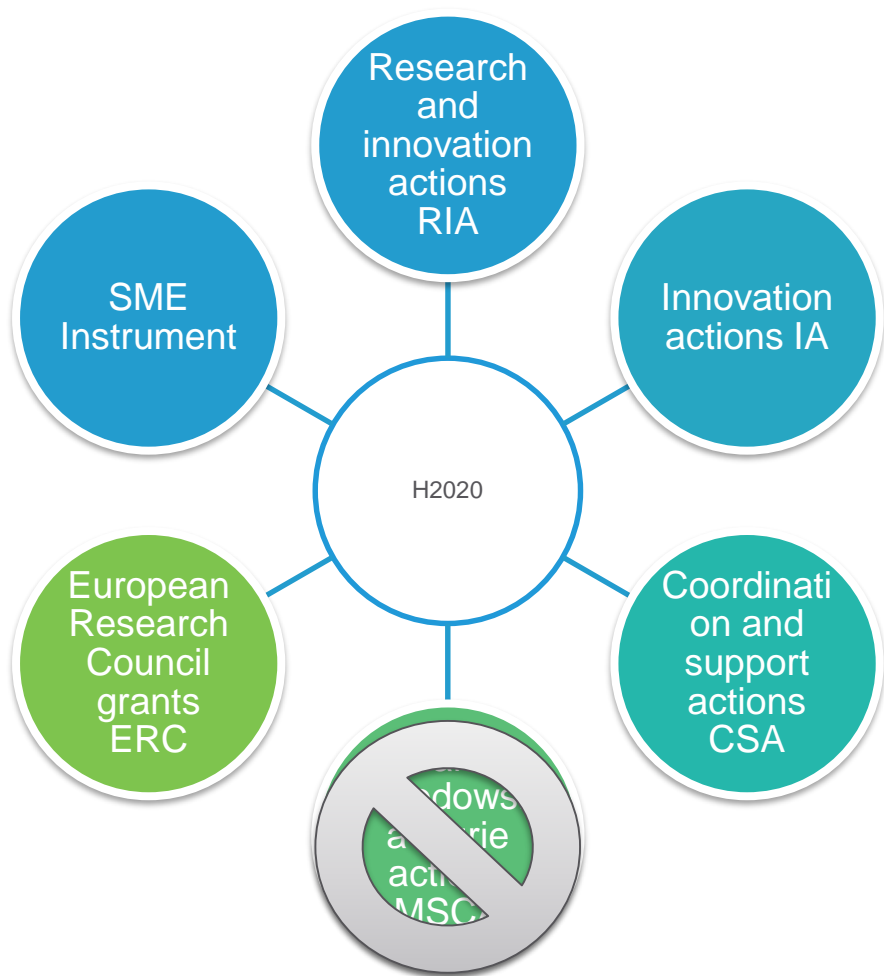 Research
and
innovation
actions
RIA
Innovation
actions IA
Coordinati
on and
support
actions
CSA
European
Research
Council
grants
ERC
SME
Instrument
H2020